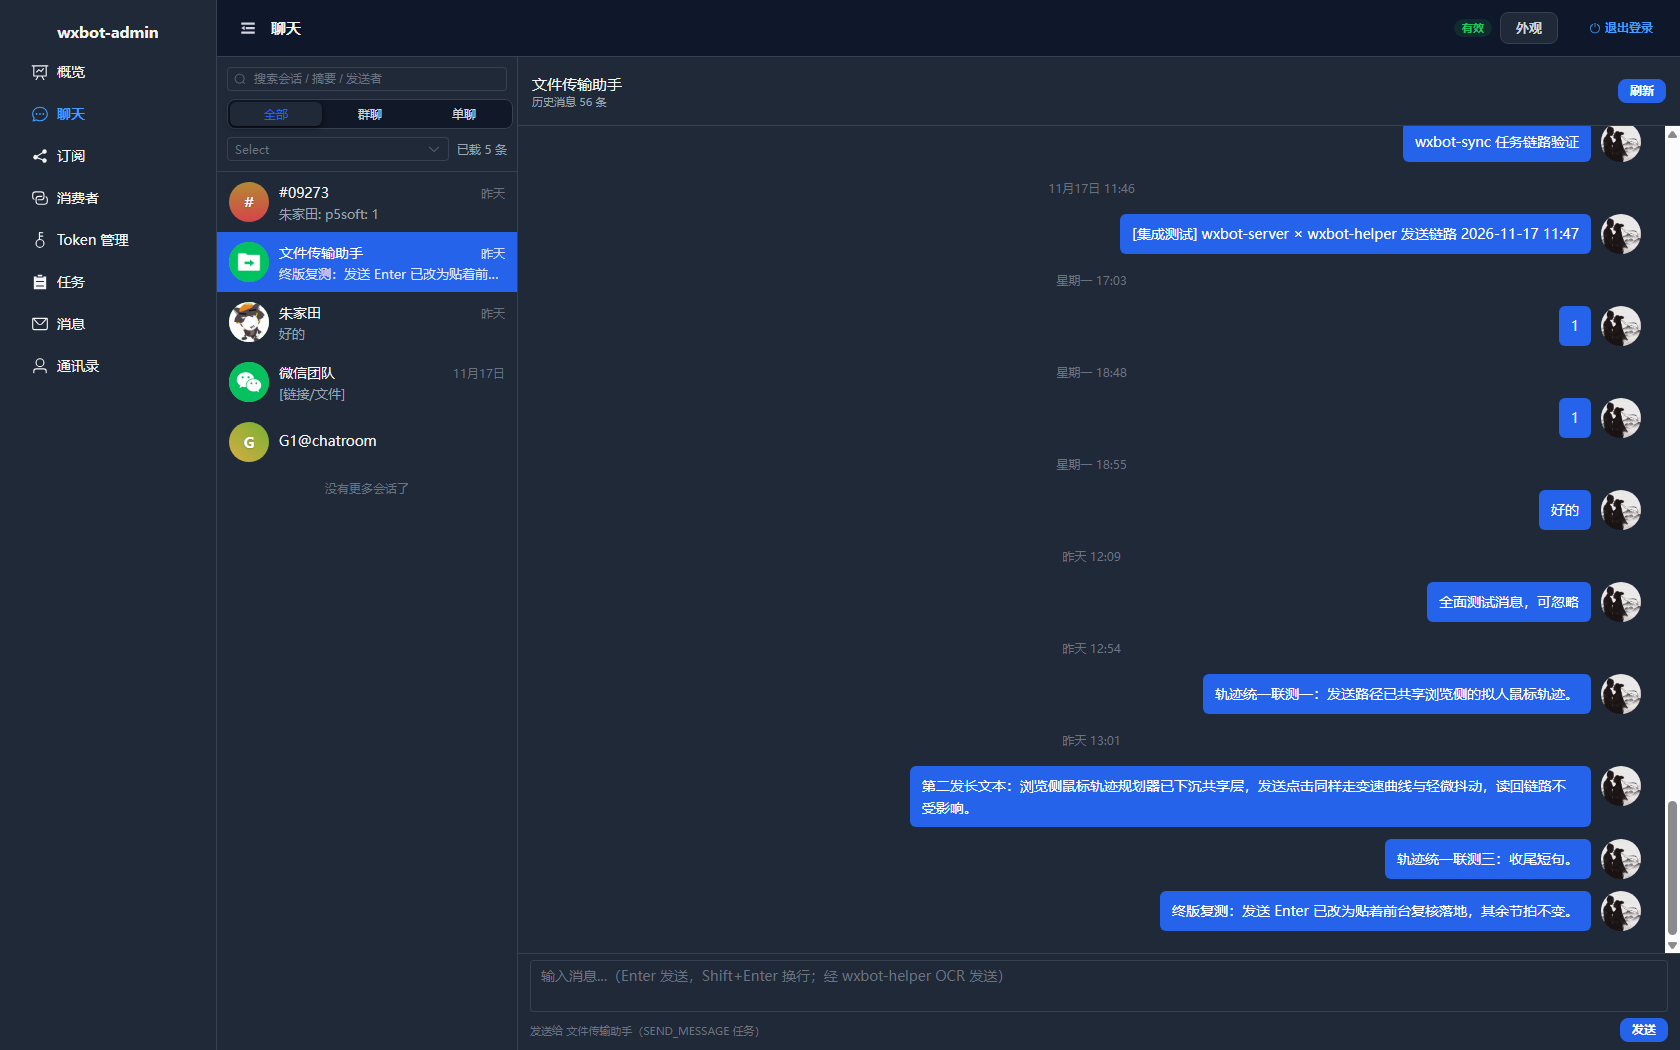 wxbot-admin
概览
聊天
订阅
消费者
Token 管理
任务
消息
通讯录
聊天
有效
外观
退出登录
搜索会话 / 摘要 / 发送者
全部
群聊
单聊
Select
已载 5 条
#
#09273
昨天
朱家田: p5soft: 1
文件传输助手
昨天
终版复测：发送 Enter 已改为贴着前...
朱家田
昨天
好的
微信团队
11月17日
[链接/文件]
G
G1@chatroom
没有更多会话了
文件传输助手
历史消息 56 条
刷新
wxbot-sync 任务链路验证
11月17日 11:46
[集成测试] wxbot-server × wxbot-helper 发送链路 2026-11-17 11:47
星期一 17:03
1
星期一 18:48
1
星期一 18:55
好的
昨天 12:09
全面测试消息，可忽略
昨天 12:54
轨迹统一联测一：发送路径已共享浏览侧的拟人鼠标轨迹。
昨天 13:01
第二发长文本：浏览侧鼠标轨迹规划器已下沉共享层，发送点击同样走变速曲线与轻微抖动，读回链路不
受影响。
轨迹统一联测三：收尾短句。
终版复测：发送 Enter 已改为贴着前台复核落地，其余节拍不变。
输入消息...（Enter 发送，Shift+Enter 换行；经 wxbot-helper OCR 发送）
发送给 文件传输助手（SEND_MESSAGE 任务）
发送